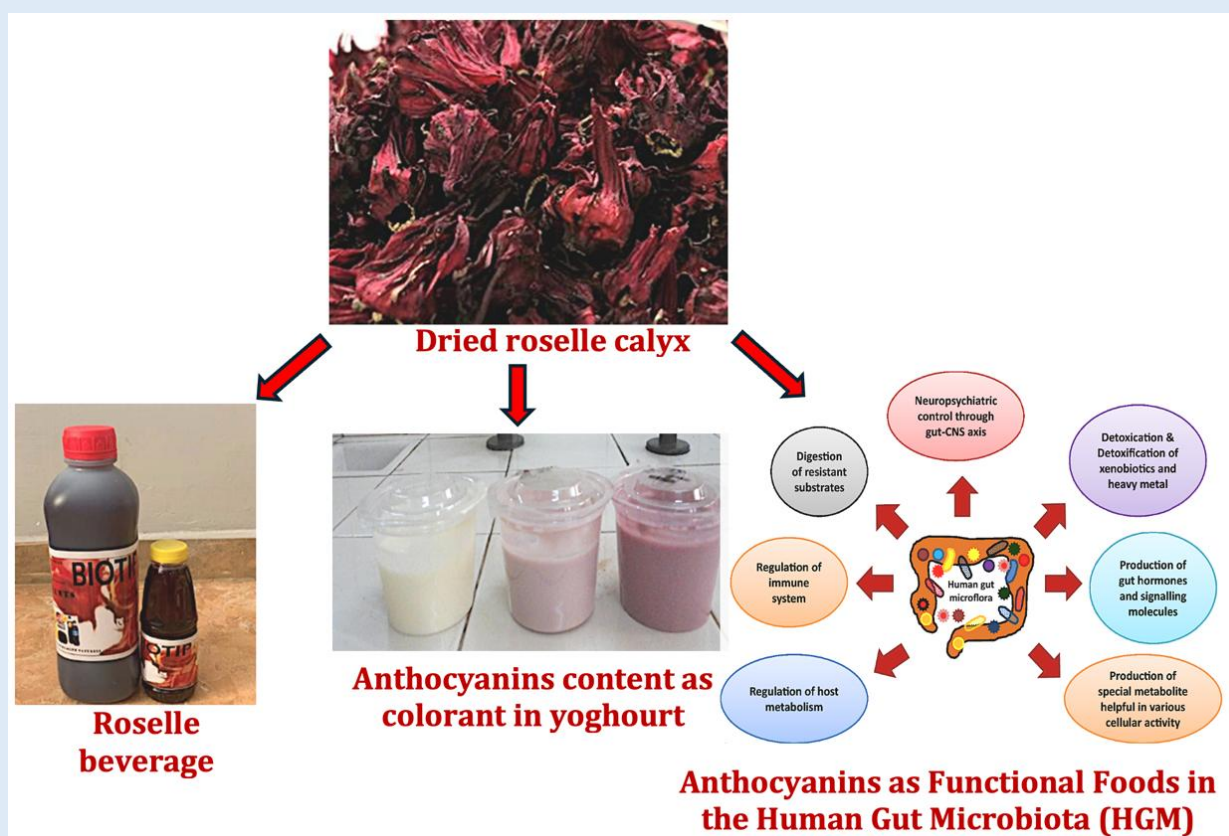 Dried roselle calyx
BIOTIP
OTIP
Roselle
beverage
Anthocyanins content as
colorant in yoghourt
Neuropsychiatric
control through
gut-CNS axis
Digestion
of resistant
substrates
Detoxication &
Detoxification of
xenobiotics and
heavy metal
Regulation of
immune
system
Human gut
microflora
Production of
gut hormones
and signalling
molecules
Regulation of host
metabolism
Production of
special metabolite
helpful in various
cellular activity
Anthocyanins as Functional Foods in
the Human Gut Microbiota (HGM)